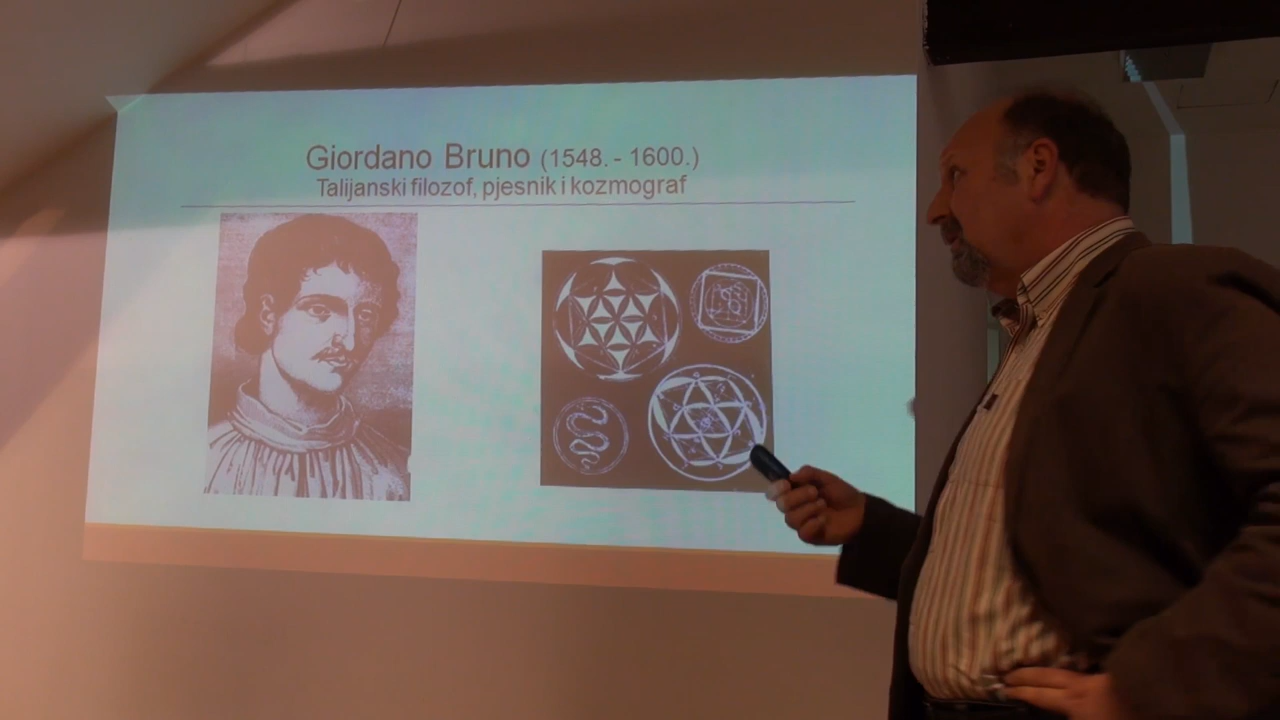 Giordano Bruno (1548. - 1600.)
Talijanski filozof, pjesnik i kozmograf